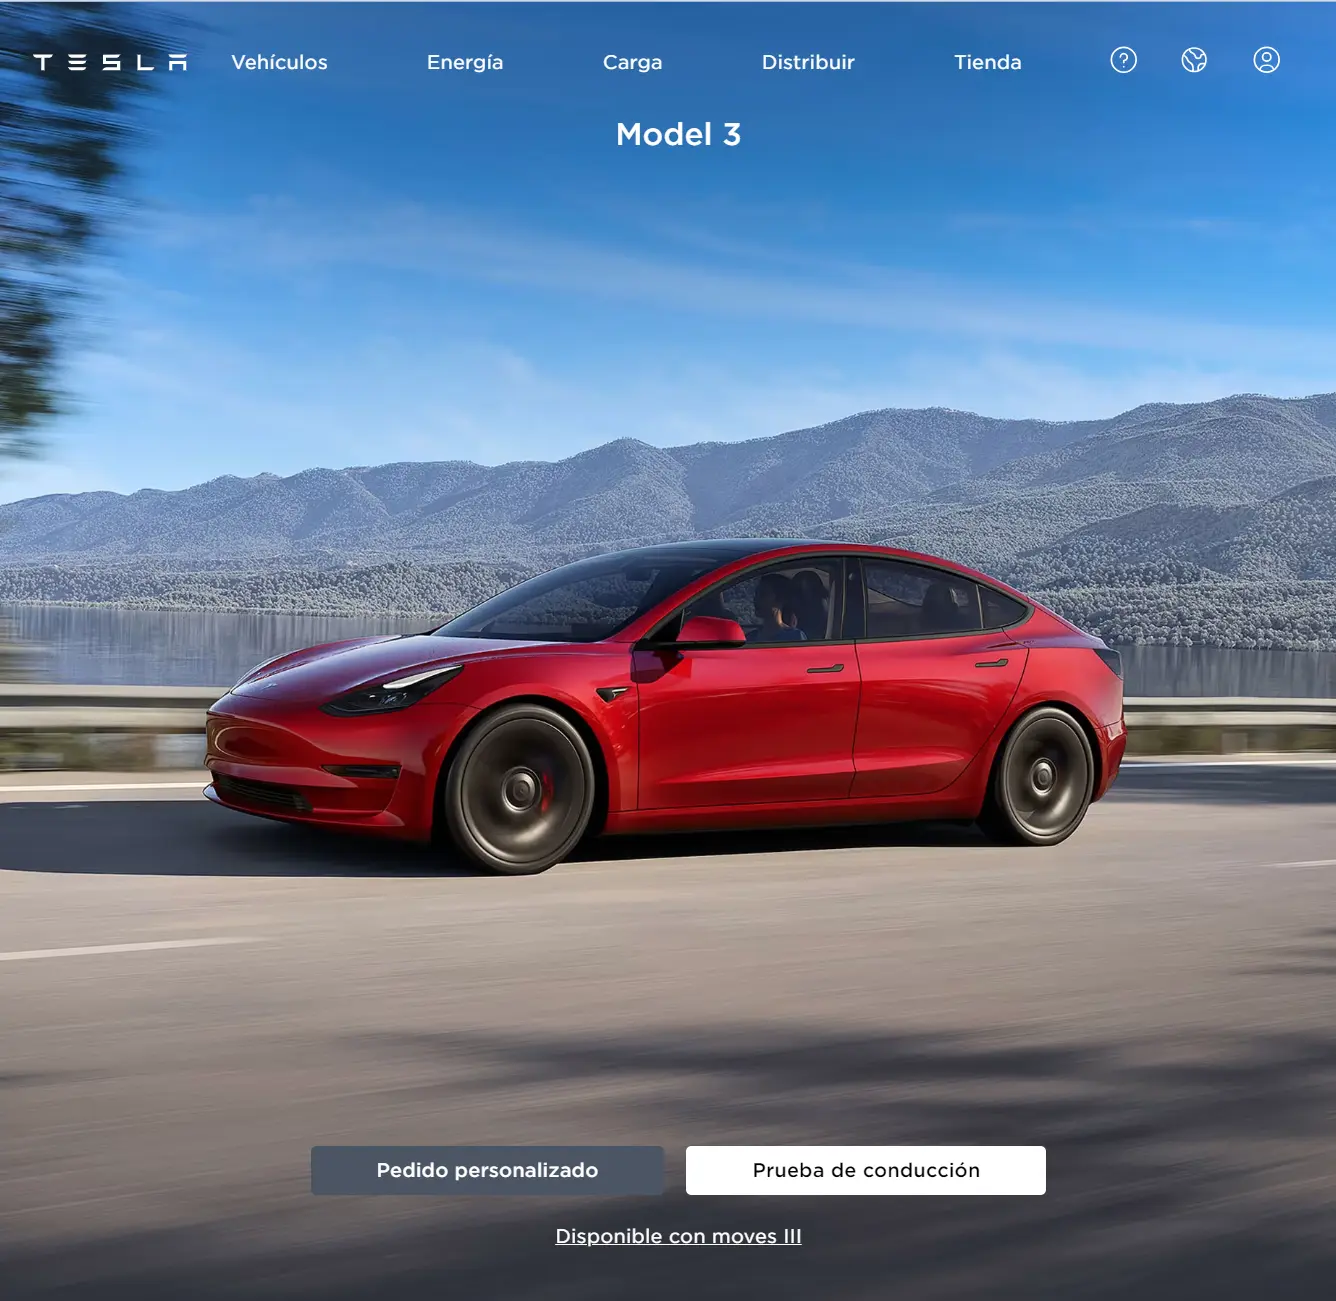 TESLA Vehículos Energía Carga Distribuir Tienda ?
Model 3
Pedido personalizado Prueba de conducción
Disponible con moves III